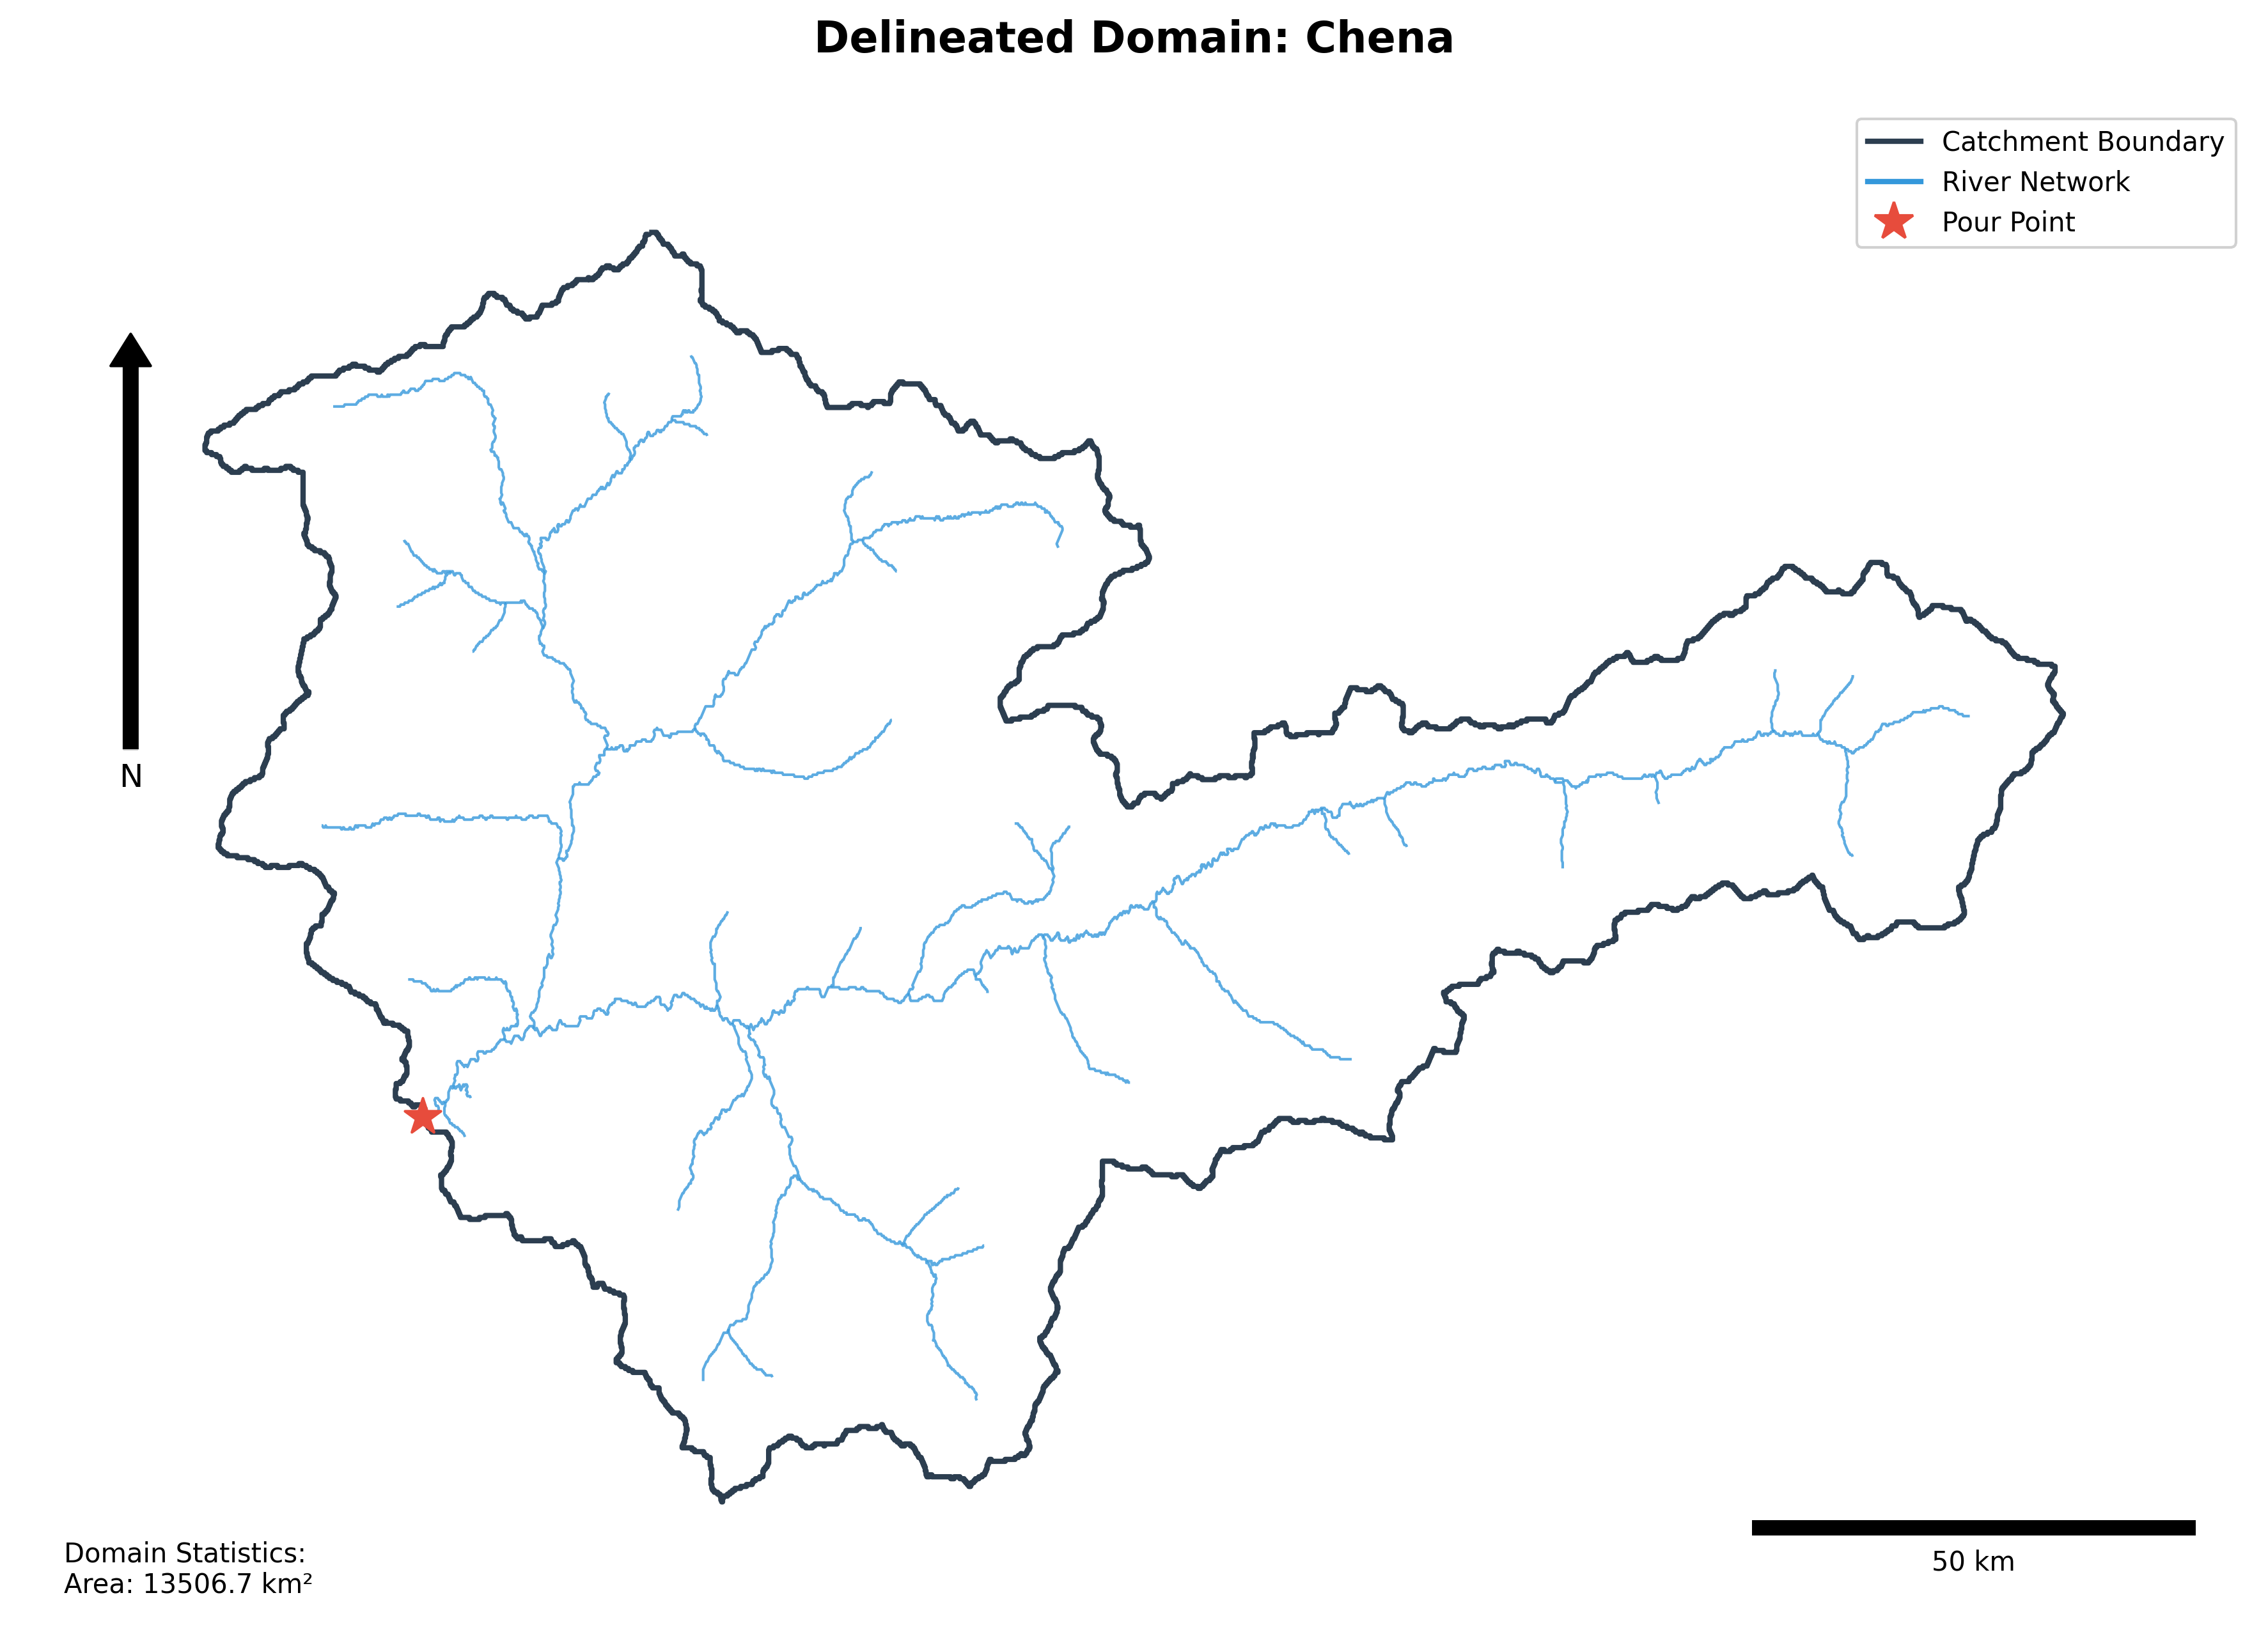 Delineated Domain: Chena
Catchment Boundary
River Network
Pour Point
N
Domain Statistics:
Area: 13506.7 km²
50 km